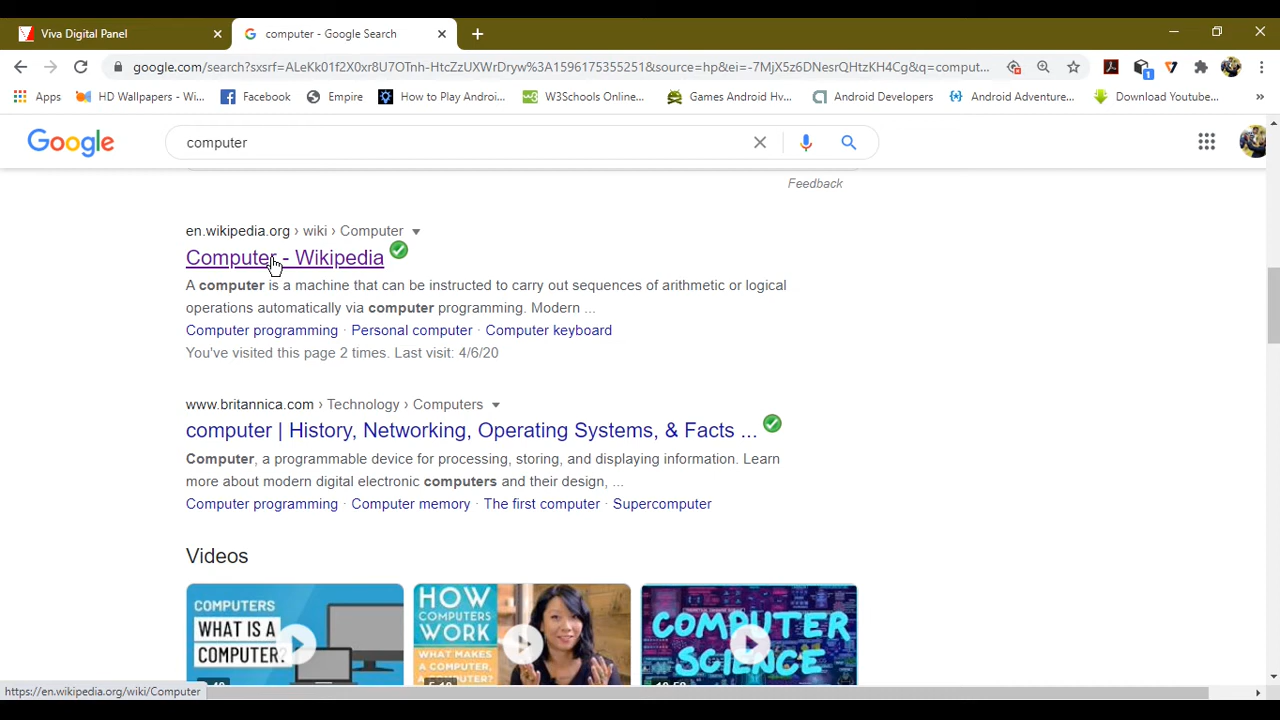 Viva Digital Panel
computer - Google Search
google.com/search?sxsrf=ALeKk01f2X0xr8U7OTnh-HtcZzUXWrDryw%3A1596175355251&source=hp&ei=-7MjX5z6DNesrQHtzKH4Cg&q=comput...
Apps
HD Wallpapers - Wi...
Facebook
Empire
How to Play Androi...
W3Schools Online...
Games Android Hv...
Android Developers
Android Adventure...
Download Youtube...
Google
computer
Feedback
en.wikipedia.org › wiki › Computer
Computer - Wikipedia
A computer is a machine that can be instructed to carry out sequences of arithmetic or logical
operations automatically via computer programming. Modern ...
Computer programming · Personal computer · Computer keyboard
You've visited this page 2 times. Last visit: 4/6/20
www.britannica.com › Technology › Computers
computer | History, Networking, Operating Systems, & Facts ...
Computer, a programmable device for processing, storing, and displaying information. Learn
more about modern digital electronic computers and their design, ...
Computer programming · Computer memory · The first computer · Supercomputer
Videos
COMPUTERS
WHAT IS A
COMPUTER?
HOW
COMPUTERS
WORK
WHAT MAKES
A COMPUTER,
A COMPUTER?
COMPUTER
SCIENCE
https://en.wikipedia.org/wiki/Computer